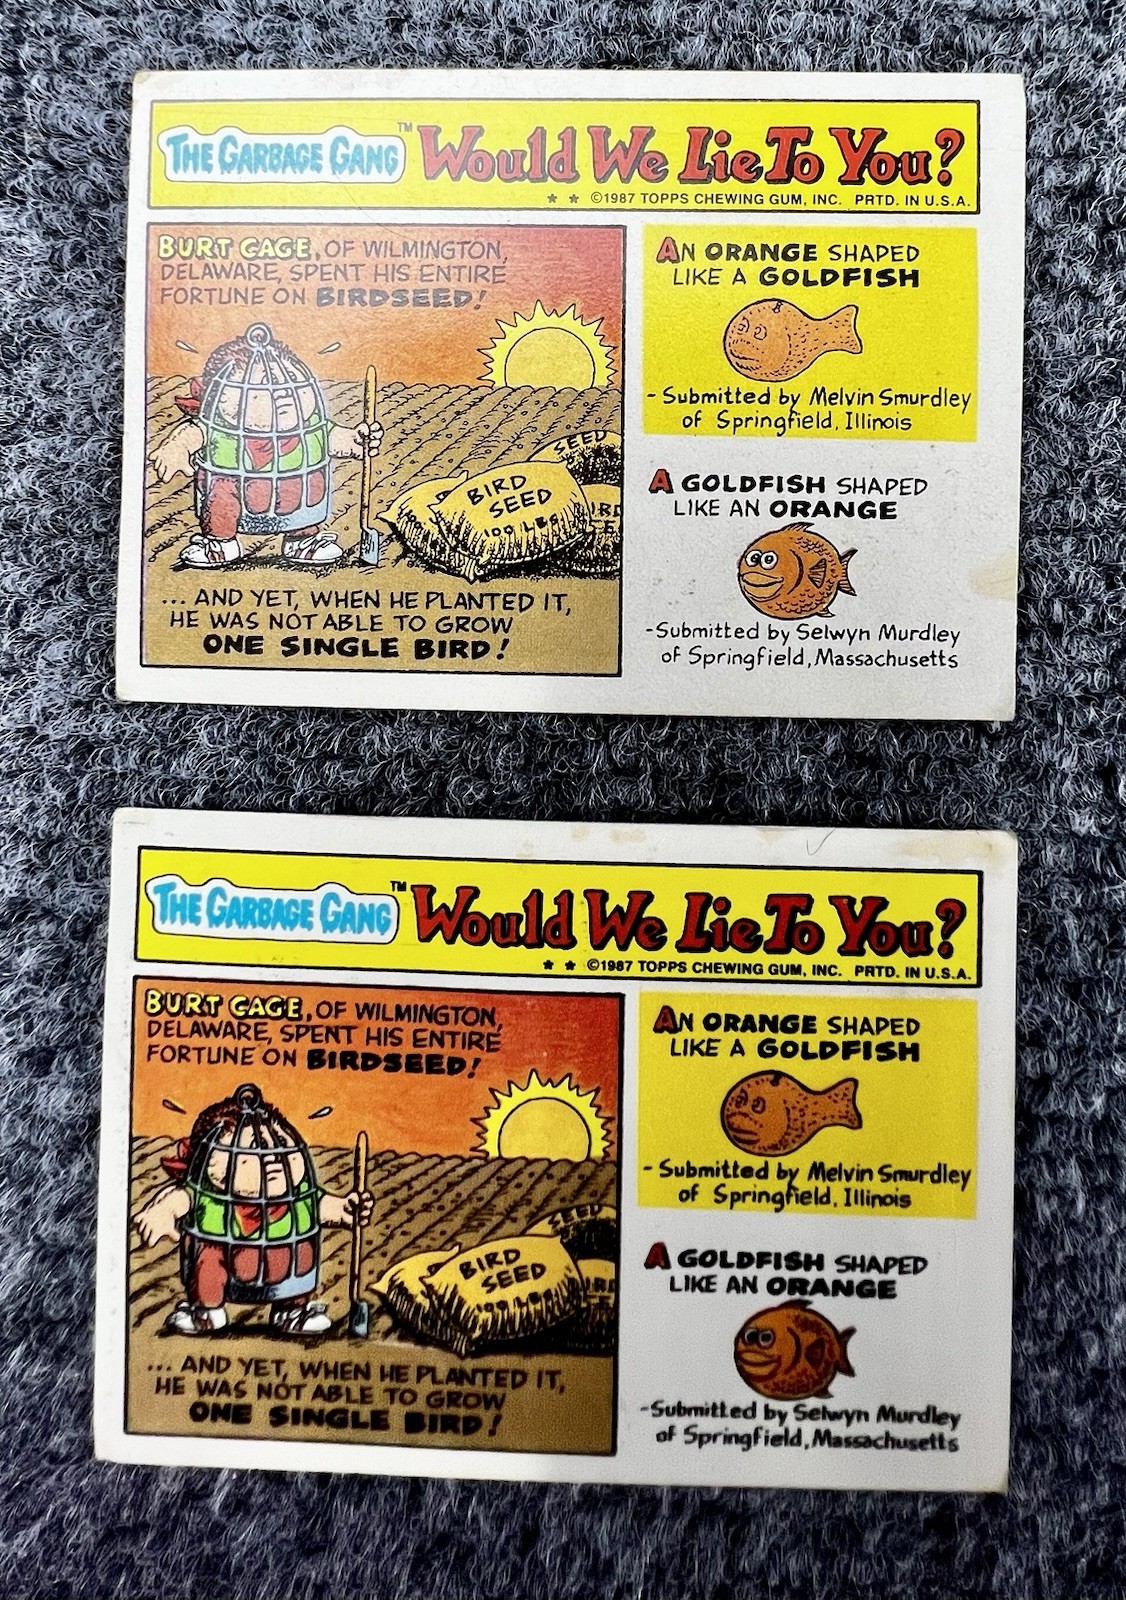 THE GARBAGE GANG™ Would We Lie To You?
★ ★ ©1987 TOPPS CHEWING GUM, INC. PRTD. IN U.S.A.
BURT CAGE, OF WILMINGTON,
DELAWARE, SPENT HIS ENTIRE
FORTUNE ON BIRDSEED!
SEED
BIRD
SEED
100 LBS
... AND YET, WHEN HE PLANTED IT,
HE WAS NOT ABLE TO GROW
ONE SINGLE BIRD!
AN ORANGE SHAPED
LIKE A GOLDFISH
- Submitted by Melvin Smurdley
of Springfield, Illinois
A GOLDFISH SHAPED
LIKE AN ORANGE
-Submitted by Selwyn Murdley
of Springfield, Massachusetts
THE GARBAGE GANG™ Would We Lie To You?
★ ★ ©1987 TOPPS CHEWING GUM, INC. PRTD. IN U.S.A.
BURT CAGE, OF WILMINGTON,
DELAWARE, SPENT HIS ENTIRE
FORTUNE ON BIRDSEED!
SEED
BIRD
SEED
100 LBS
... AND YET, WHEN HE PLANTED IT,
HE WAS NOT ABLE TO GROW
ONE SINGLE BIRD!
AN ORANGE SHAPED
LIKE A GOLDFISH
- Submitted by Melvin Smurdley
of Springfield, Illinois
A GOLDFISH SHAPED
LIKE AN ORANGE
-Submitted by Selwyn Murdley
of Springfield, Massachusetts